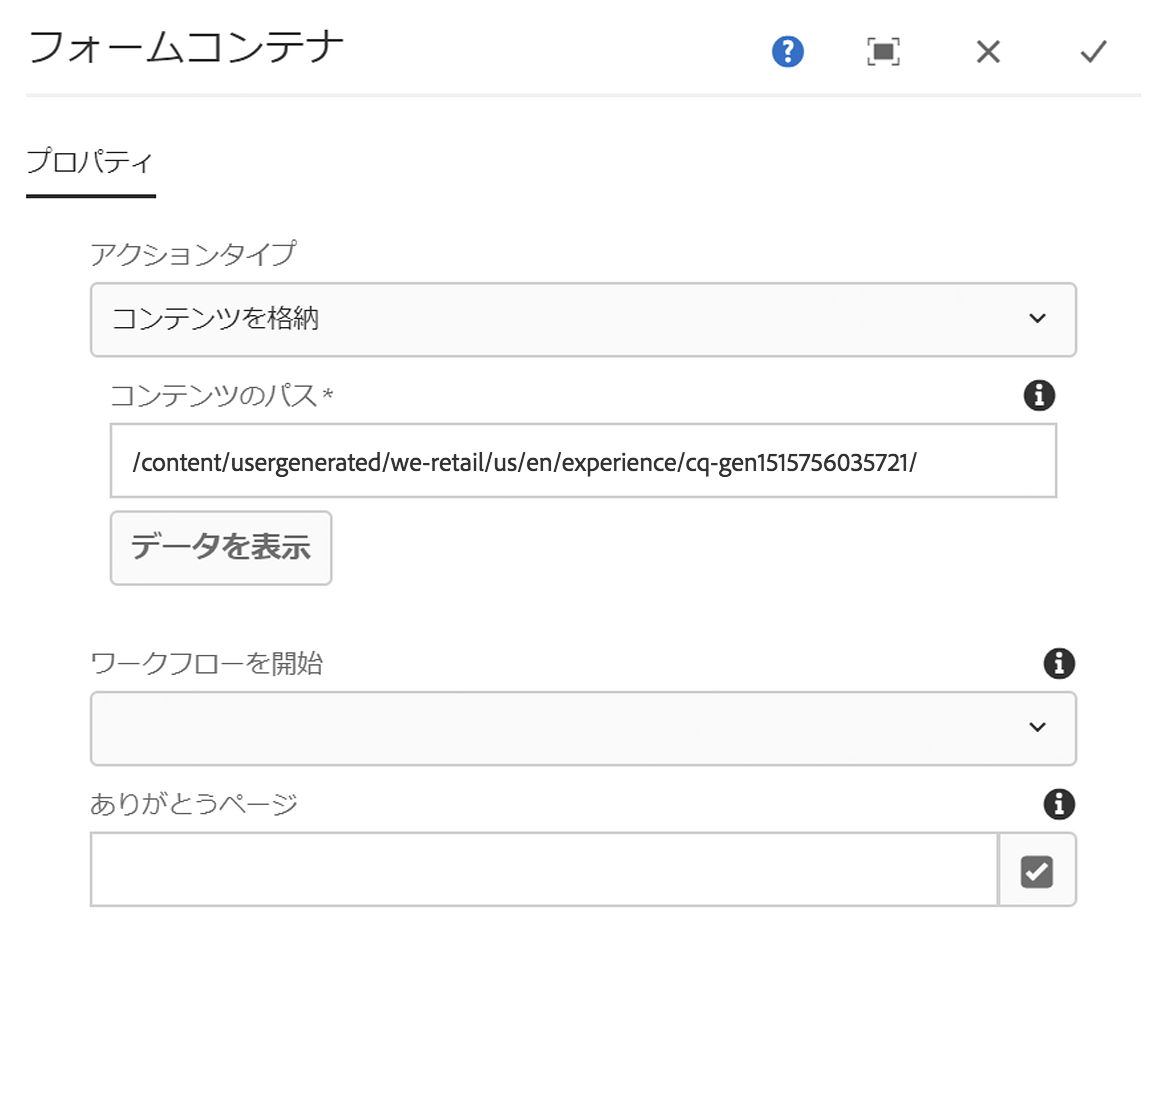 フォームコンテナ
プロパティ
アクションタイプ
コンテンツを格納
コンテンツのパス *
/content/usergenerated/we-retail/us/en/experience/cq-gen1515756035721/
データを表示
ワークフローを開始
ありがとうページ